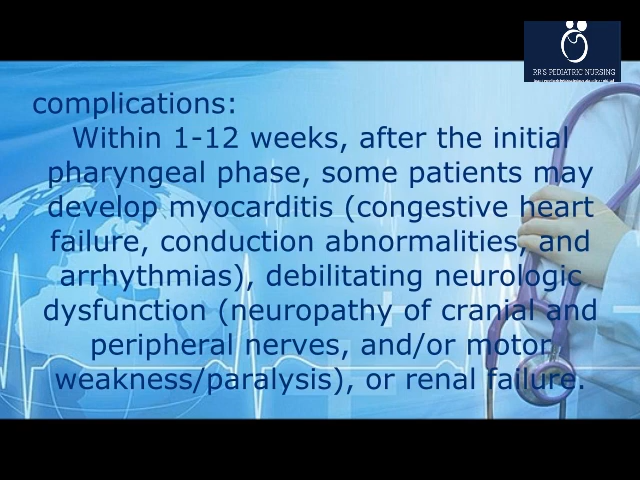 RR'S PEDIATRIC NURSING
complications:
Within 1-12 weeks, after the initial
pharyngeal phase, some patients may
develop myocarditis (congestive heart
failure, conduction abnormalities, and
arrhythmias), debilitating neurologic
dysfunction (neuropathy of cranial and
peripheral nerves, and/or motor
weakness/paralysis), or renal failure.